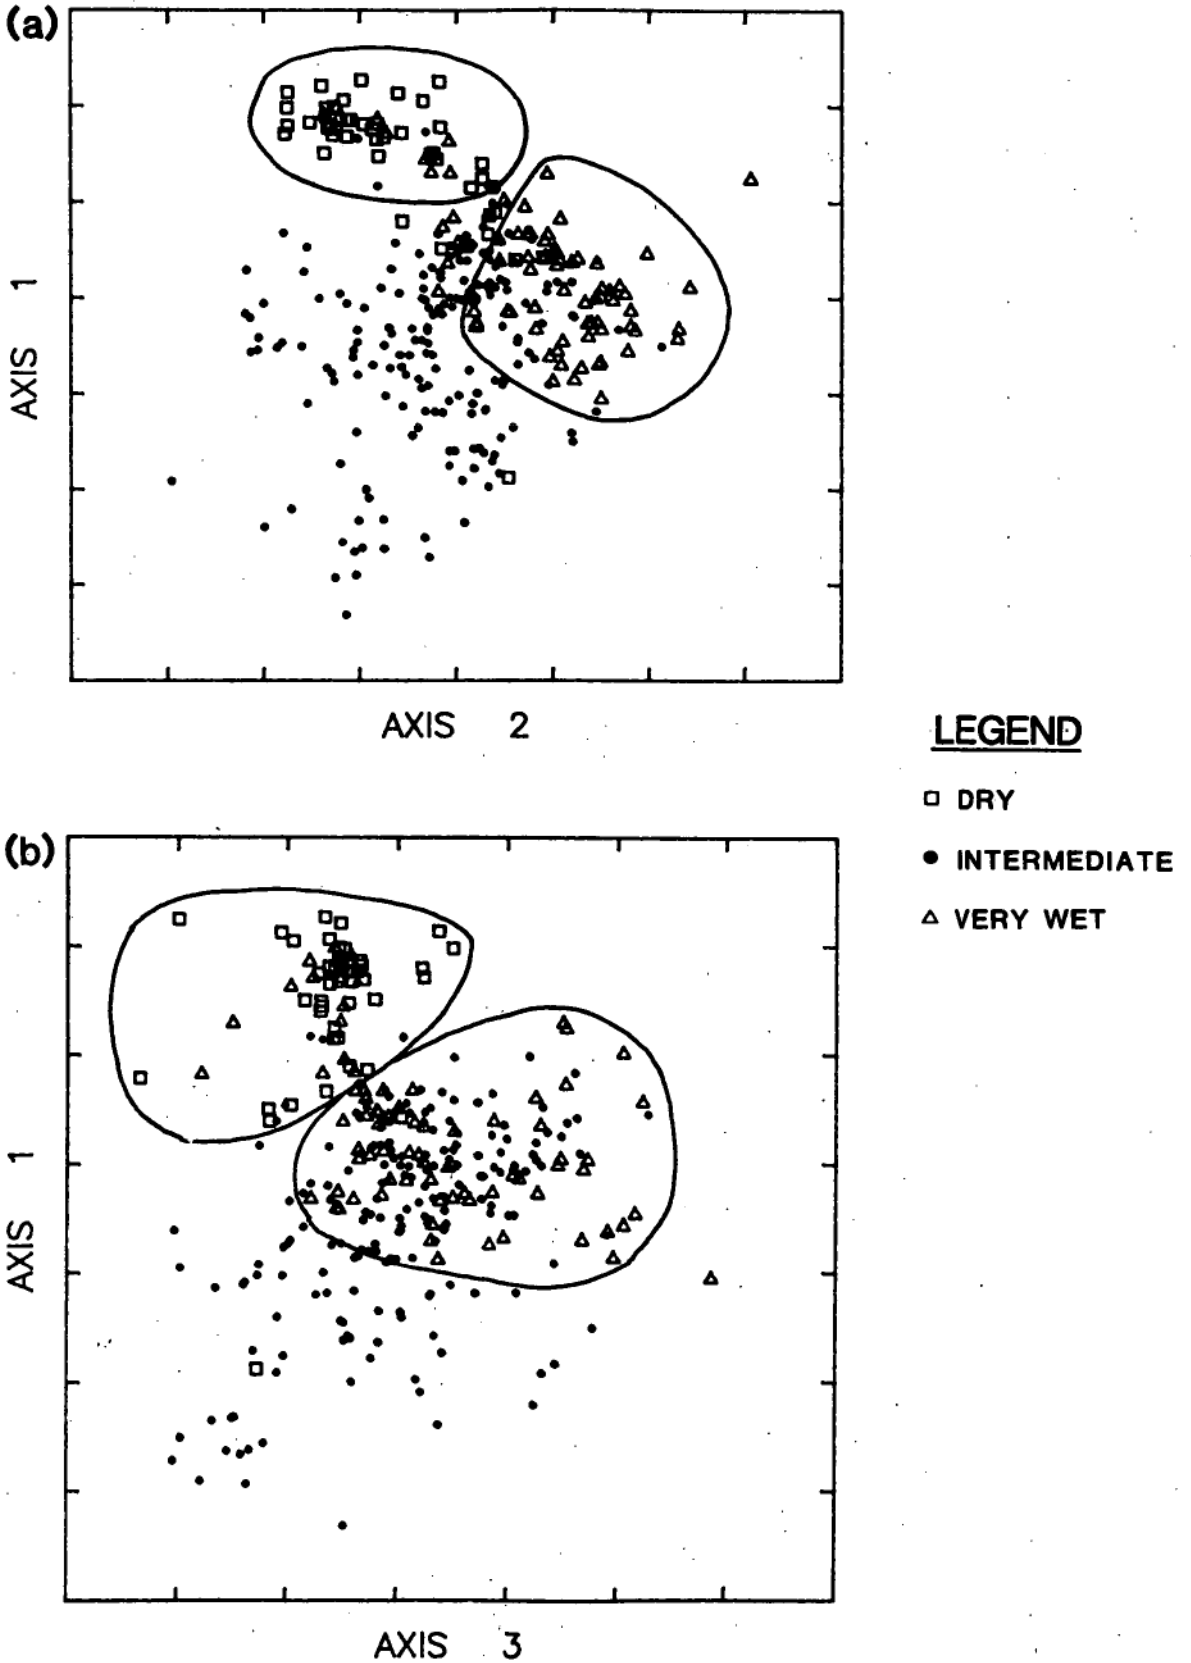 (a)
AXIS 1
AXIS 2
LEGEND
DRY
INTERMEDIATE
VERY WET
(b)
AXIS 1
AXIS 3